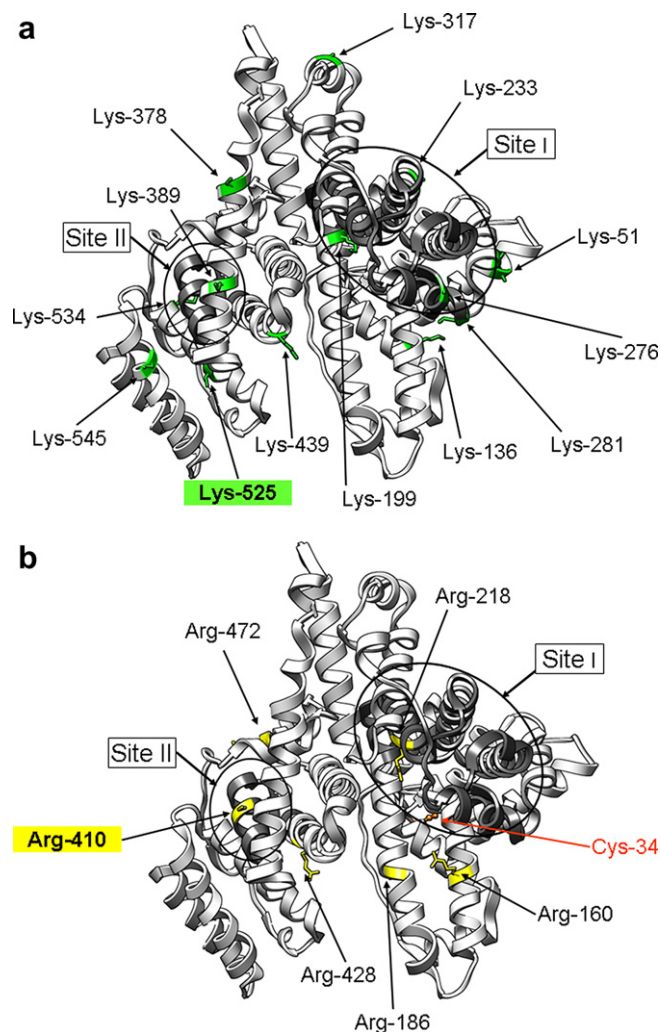 a
Lys-317
Lys-378
Lys-233
Site I
Lys-389
Site II
Lys-51
Lys-534
Lys-276
Lys-545
Lys-439
Lys-136
Lys-281
Lys-525
Lys-199
b
Arg-218
Arg-472
Site I
Site II
Arg-410
Cys-34
Arg-160
Arg-428
Arg-186